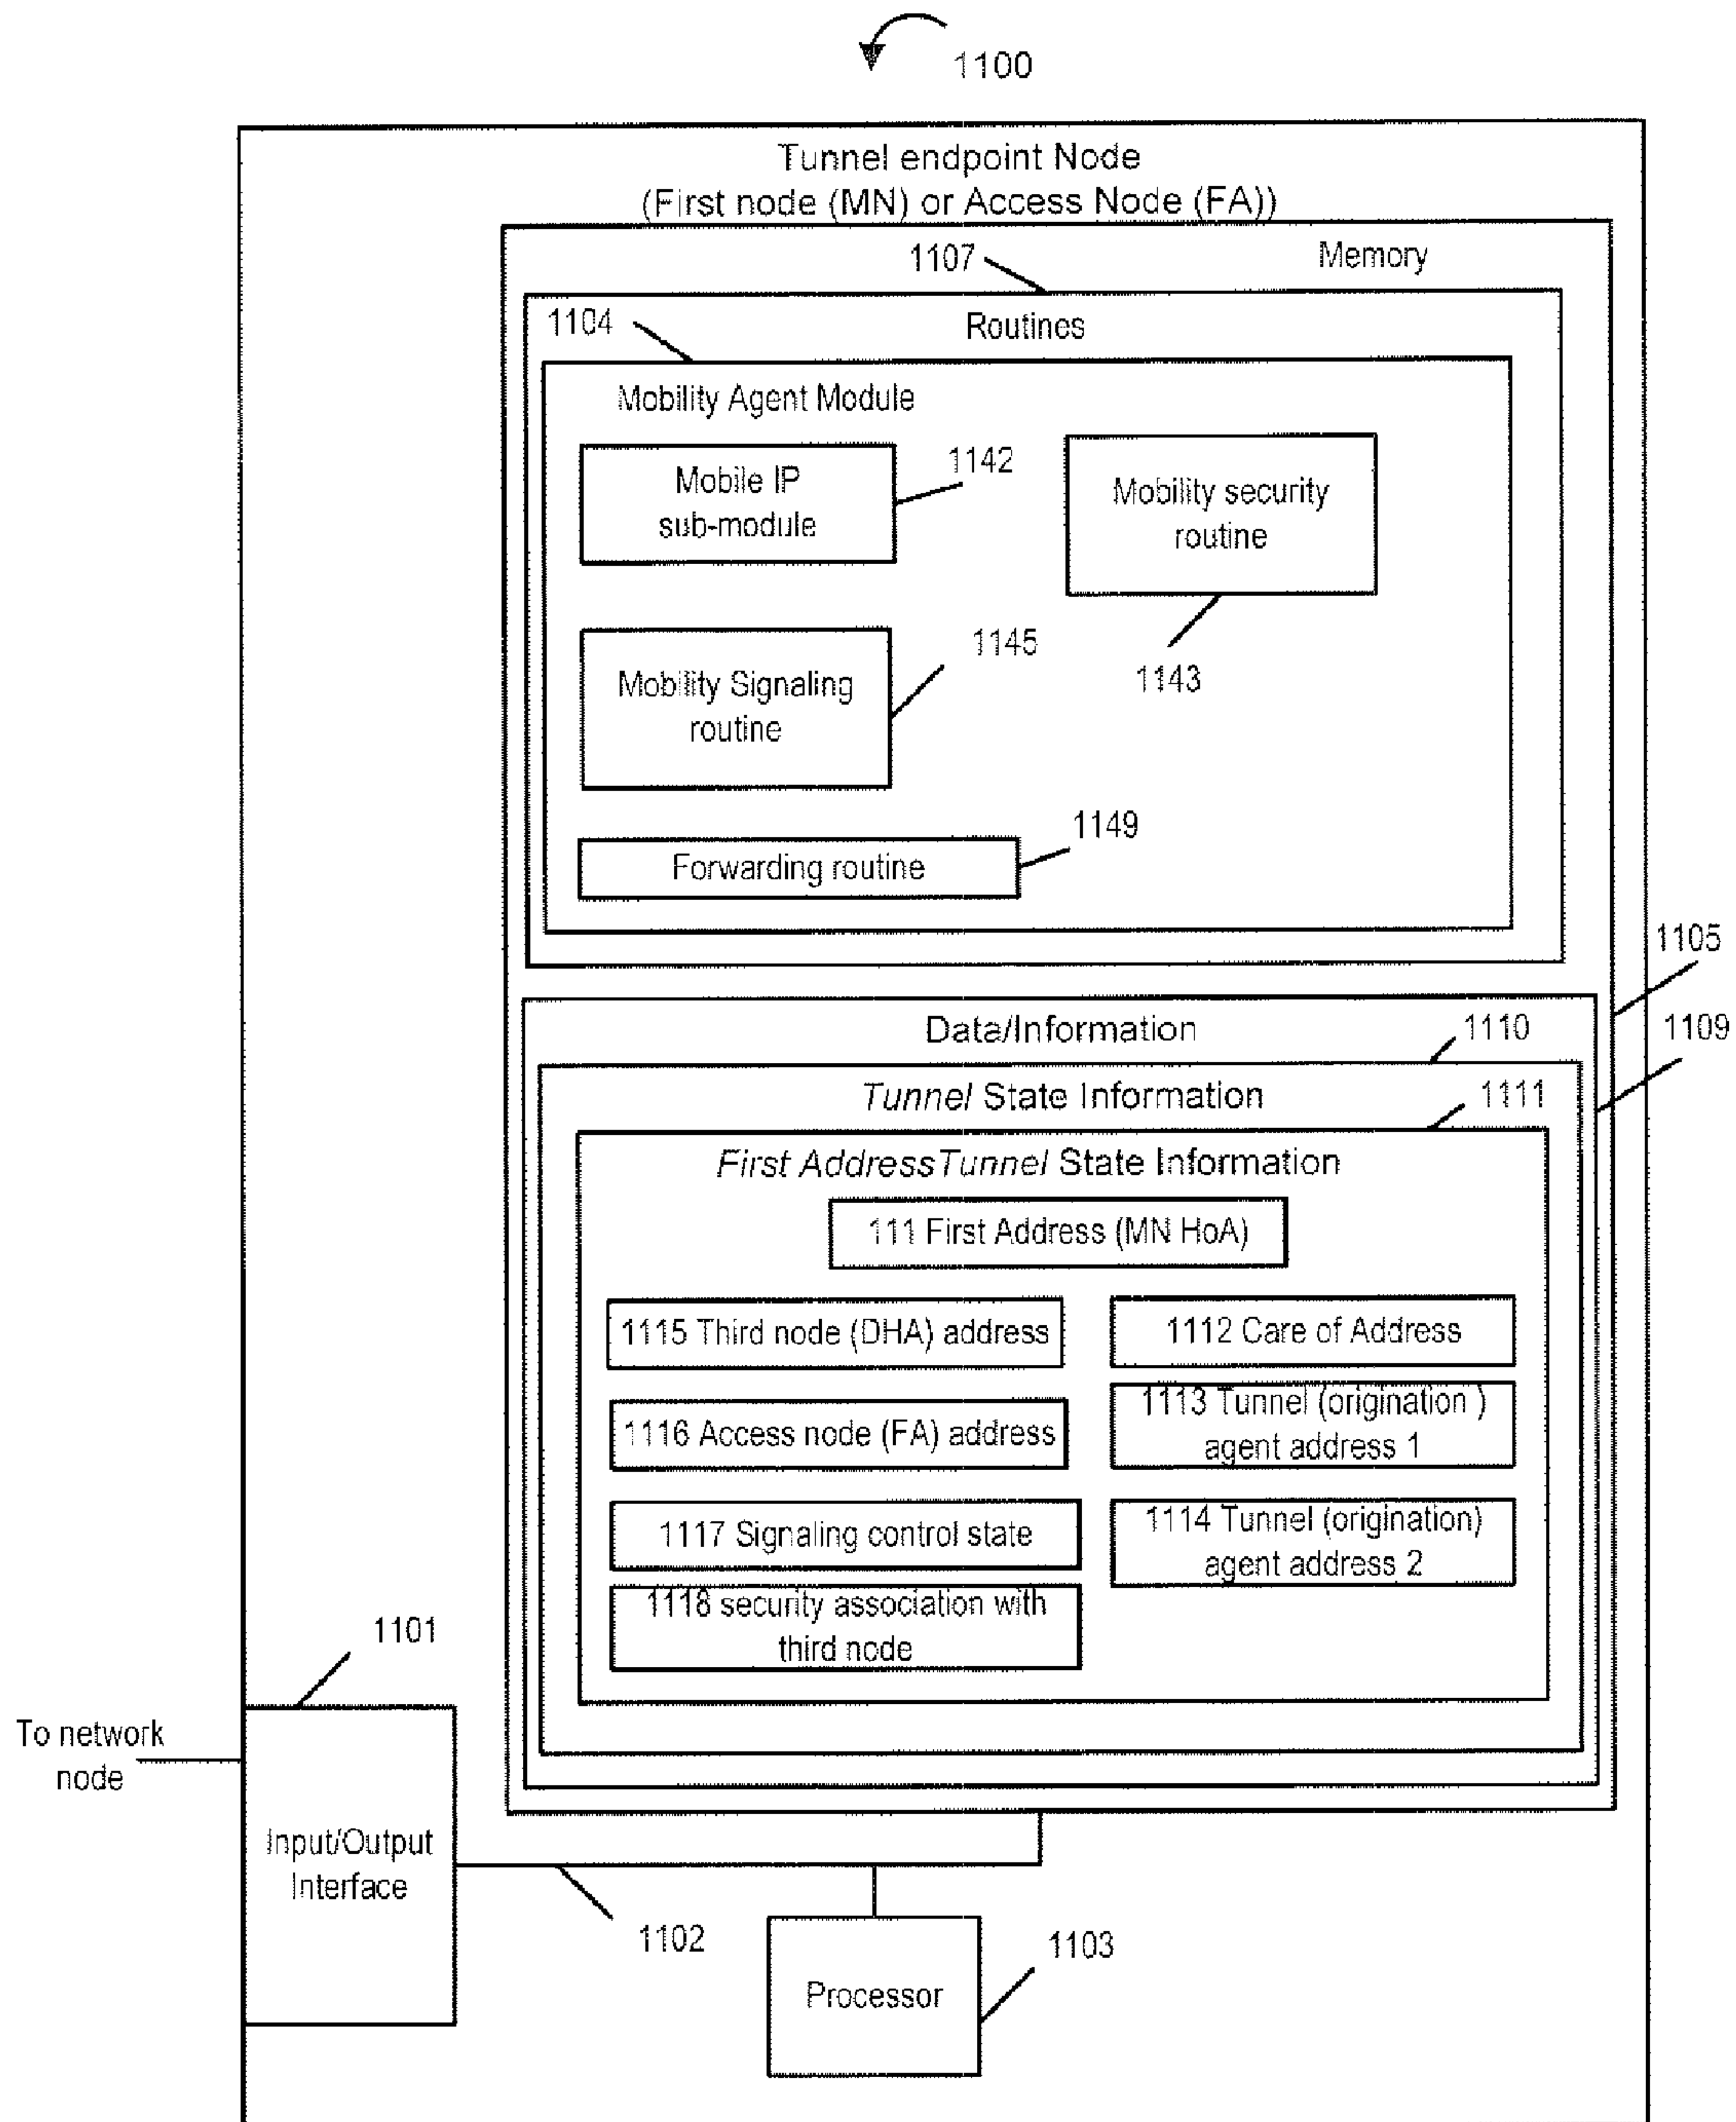 1100
Tunnel endpoint Node
(First node (MN) or Access Node (FA))
1107
Memory
1104
Routines
Mobility Agent Module
Mobile IP
sub-module
1142
Mobility security
routine
1143
Mobility Signaling
routine
1145
Forwarding routine
1149
1105
Data/Information
1110
1109
Tunnel State Information
1111
First AddressTunnel State Information
111 First Address (MN HoA)
1115 Third node (DHA) address
1112 Care of Address
1116 Access node (FA) address
1113 Tunnel (origination )
agent address 1
1117 Signaling control state
1114 Tunnel (origination)
agent address 2
1118 security association with
third node
1101
To network
node
Input/Output
Interface
1102
1103
Processor